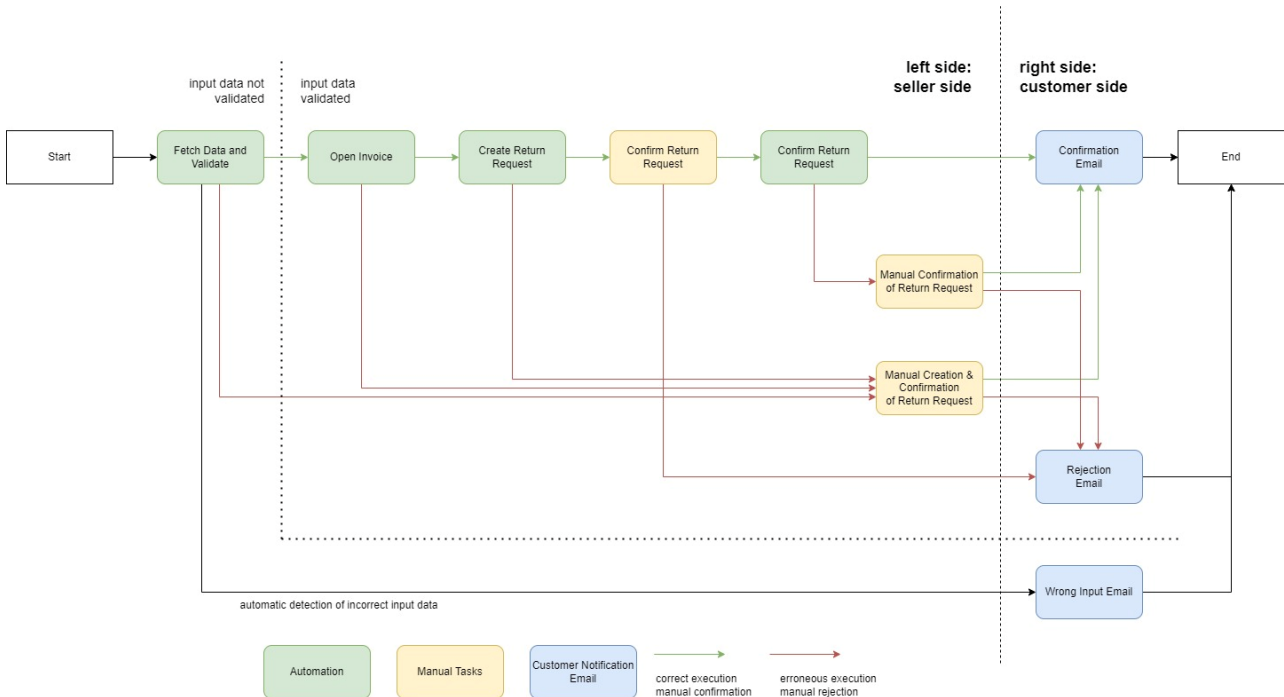 left side:
seller side
right side:
customer side
input data not
validated
input data
validated
Start
Fetch Data and
Validate
Open Invoice
Create Return
Request
Confirm Return
Request
Confirm Return
Request
Confirmation
Email
End
Manual Confirmation
of Return Request
Manual Creation &
Confirmation
of Return Request
Rejection
Email
Wrong Input Email
automatic detection of incorrect input data
Automation
Manual Tasks
Customer Notification
Email
correct execution
manual confirmation
erroneous execution
manual rejection